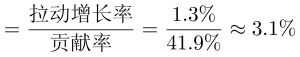 = 拉动增长率/贡献率 = 1.3%/41.9% ≈ 3.1%